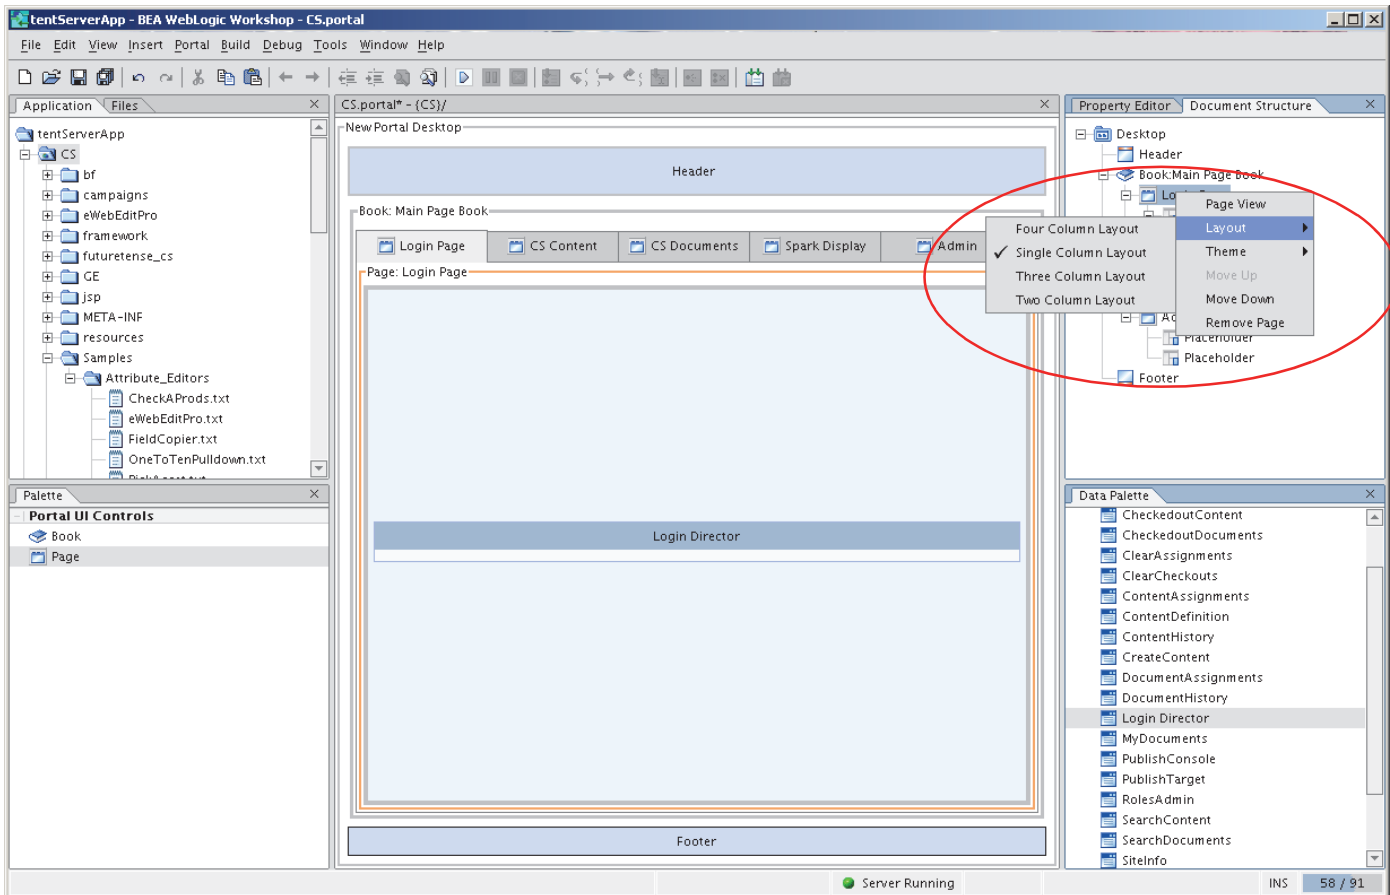 tentServerApp - BEA WebLogic Workshop - CS.portal
File Edit View Insert Portal Build Debug Tools Window Help
Application Files
tentServerApp
CS
bf
campaigns
eWebEditPro
framework
futuretense_cs
GE
jsp
META-INF
resources
Samples
Attribute_Editors
CheckAProds.txt
eWebEditPro.txt
FieldCopier.txt
OneToTenPulldown.txt
Palette
Portal UI Controls
Book
Page
CS.portal* - {CS}/
New Portal Desktop
Header
Book: Main Page Book
Login Page CS Content CS Documents Spark Display Admin
Page: Login Page
Login Director
Footer
Property Editor Document Structure
Desktop
Header
Book:Main Page Book
Page View
Layout
Theme
Move Up
Move Down
Remove Page
Four Column Layout
Single Column Layout
Three Column Layout
Two Column Layout
Placeholder
Placeholder
Footer
Data Palette
CheckedoutContent
CheckedoutDocuments
ClearAssignments
ClearCheckouts
ContentAssignments
ContentDefinition
ContentHistory
CreateContent
DocumentAssignments
DocumentHistory
Login Director
MyDocuments
PublishConsole
PublishTarget
RolesAdmin
SearchContent
SearchDocuments
SiteInfo
Server Running
INS 58 / 91